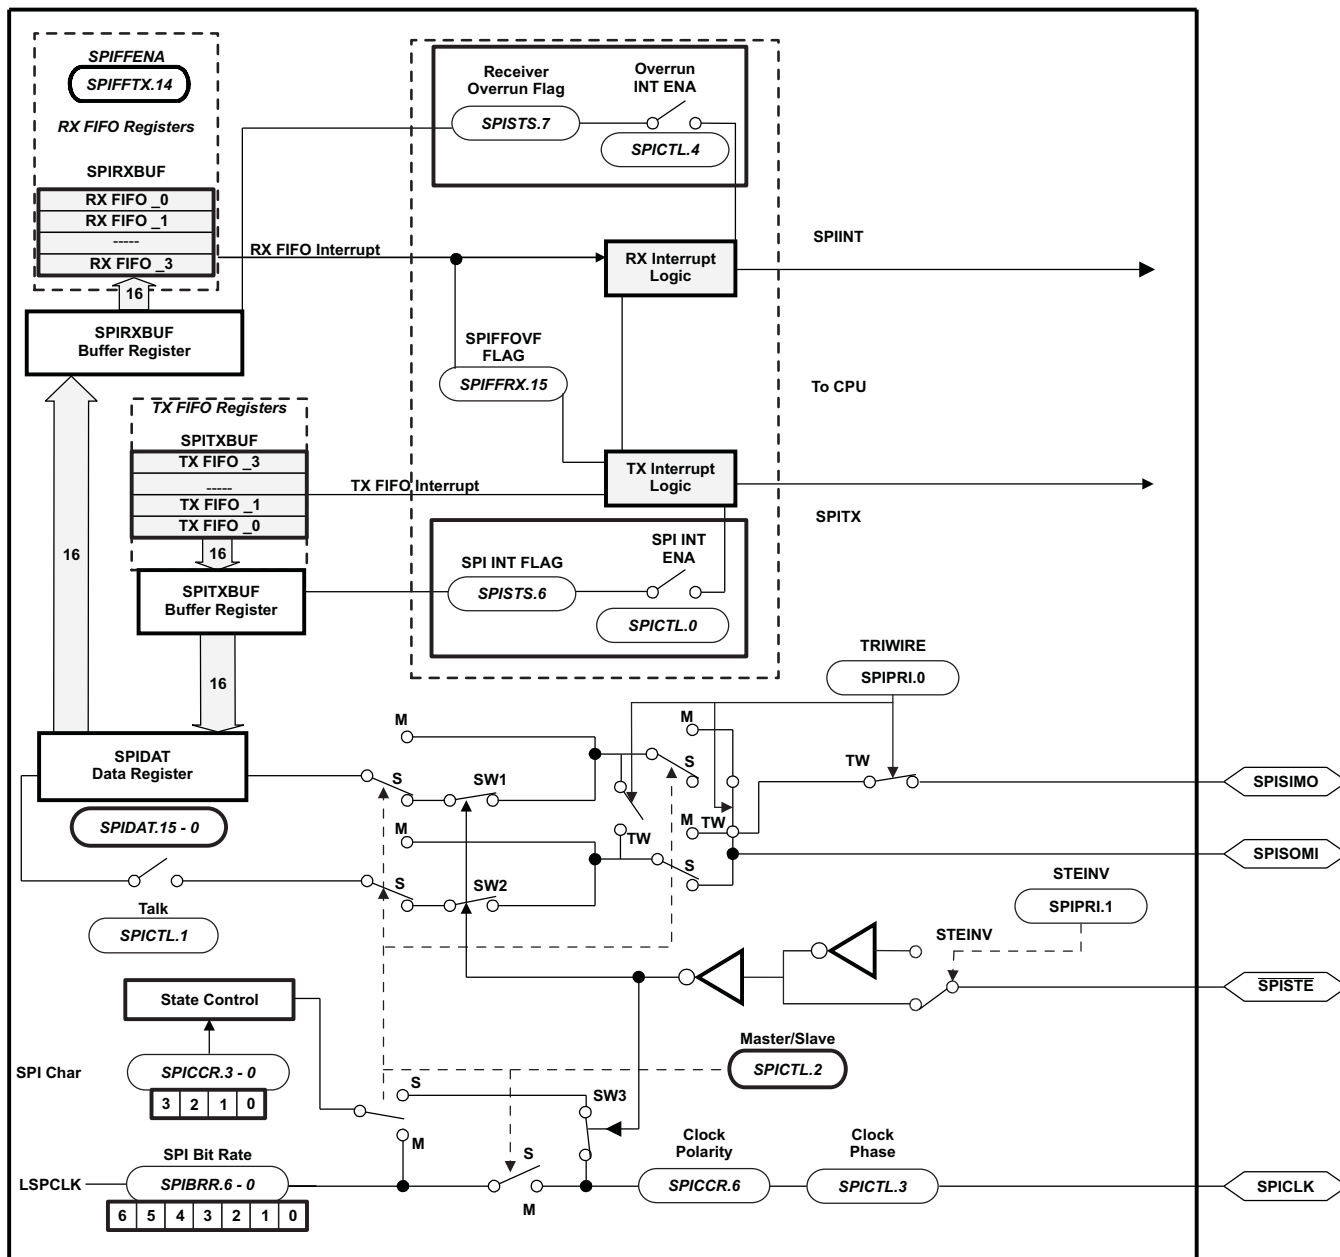 SPIFFENA
SPIFFTX.14
RX FIFO Registers
SPIRXBUF
RX FIFO _0
RX FIFO _1
-----
RX FIFO _3
16
SPIRXBUF
Buffer Register
RX FIFO Interrupt
Receiver
Overrun Flag
SPISTS.7
Overrun
INT ENA
SPICTL.4
RX Interrupt
Logic
SPIINT
SPIFFOVF
FLAG
SPIFFRX.15
To CPU
TX FIFO Registers
SPITXBUF
TX FIFO _3
-----
TX FIFO _1
TX FIFO _0
16
16
SPITXBUF
Buffer Register
TX FIFO Interrupt
TX Interrupt
Logic
SPITX
SPI INT FLAG
SPISTS.6
SPI INT
ENA
SPICTL.0
16
TRIWIRE
SPIPRI.0
SPIDAT
Data Register
SPIDAT.15 - 0
M
S
SW1
M
S
TW
M
TW
TW
SPISIMO
M
S
SW2
S
SPISOMI
Talk
SPICTL.1
STEINV
SPIPRI.1
STEINV
SPISTE
State Control
Master/Slave
SPICTL.2
SPI Char
SPICCR.3 - 0
3 2 1 0
S
M
SW3
SPI Bit Rate
LSPCLK
SPIBRR.6 - 0
6 5 4 3 2 1 0
S
M
Clock
Polarity
SPICCR.6
Clock
Phase
SPICTL.3
SPICLK